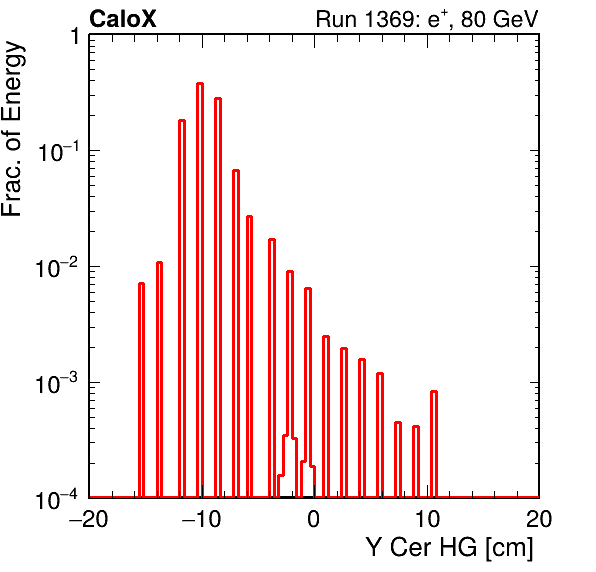 CaloX Run 1369: e⁺, 80 GeV
Frac. of Energy
1
10⁻¹
10⁻²
10⁻³
10⁻⁴
−20 −10 0 10 20
Y Cer HG [cm]